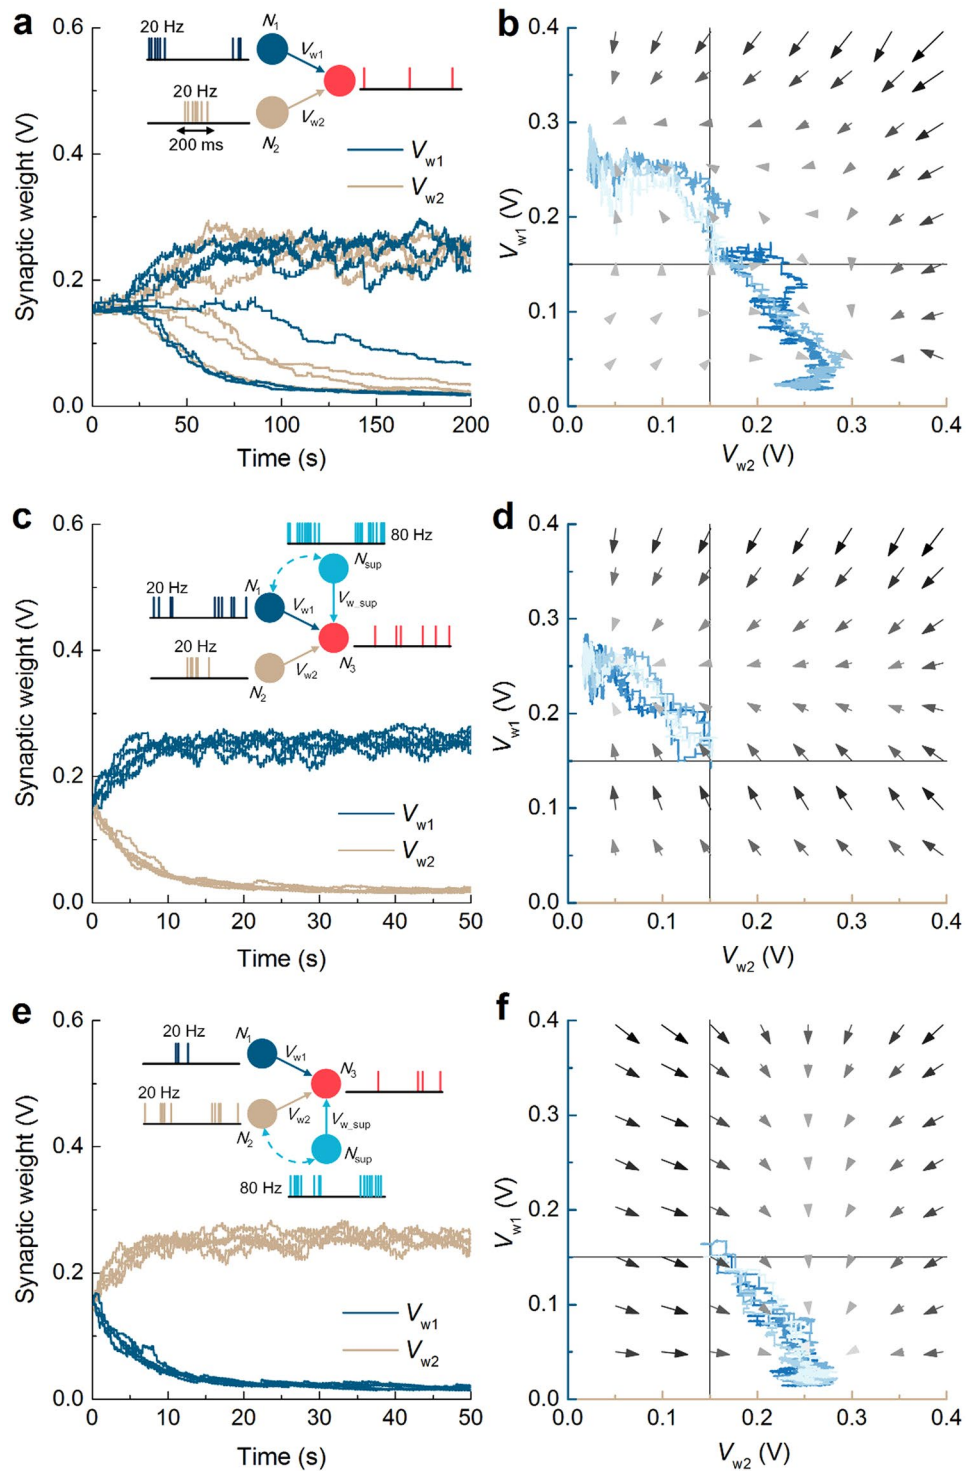 a
0.6
0.4
0.2
0.0
Synaptic weight (V)
20 Hz
N1
Vw1
20 Hz
Vw2
N2
200 ms
Vw1
Vw2
0 50 100 150 200
Time (s)
b
0.4
0.3
0.2
0.1
0.0
Vw1 (V)
0.0 0.1 0.2 0.3 0.4
Vw2 (V)
c
0.6
0.4
0.2
0.0
Synaptic weight (V)
80 Hz
Nsup
20 Hz
N1
Vw1
Vw_sup
20 Hz
Vw2
N3
N2
Vw1
Vw2
0 10 20 30 40 50
Time (s)
d
0.4
0.3
0.2
0.1
0.0
Vw1 (V)
0.0 0.1 0.2 0.3 0.4
Vw2 (V)
e
0.6
0.4
0.2
0.0
Synaptic weight (V)
20 Hz
N1
Vw1
N3
20 Hz
Vw2
Vw_sup
N2
Nsup
80 Hz
Vw1
Vw2
0 10 20 30 40 50
Time (s)
f
0.4
0.3
0.2
0.1
0.0
Vw1 (V)
0.0 0.1 0.2 0.3 0.4
Vw2 (V)